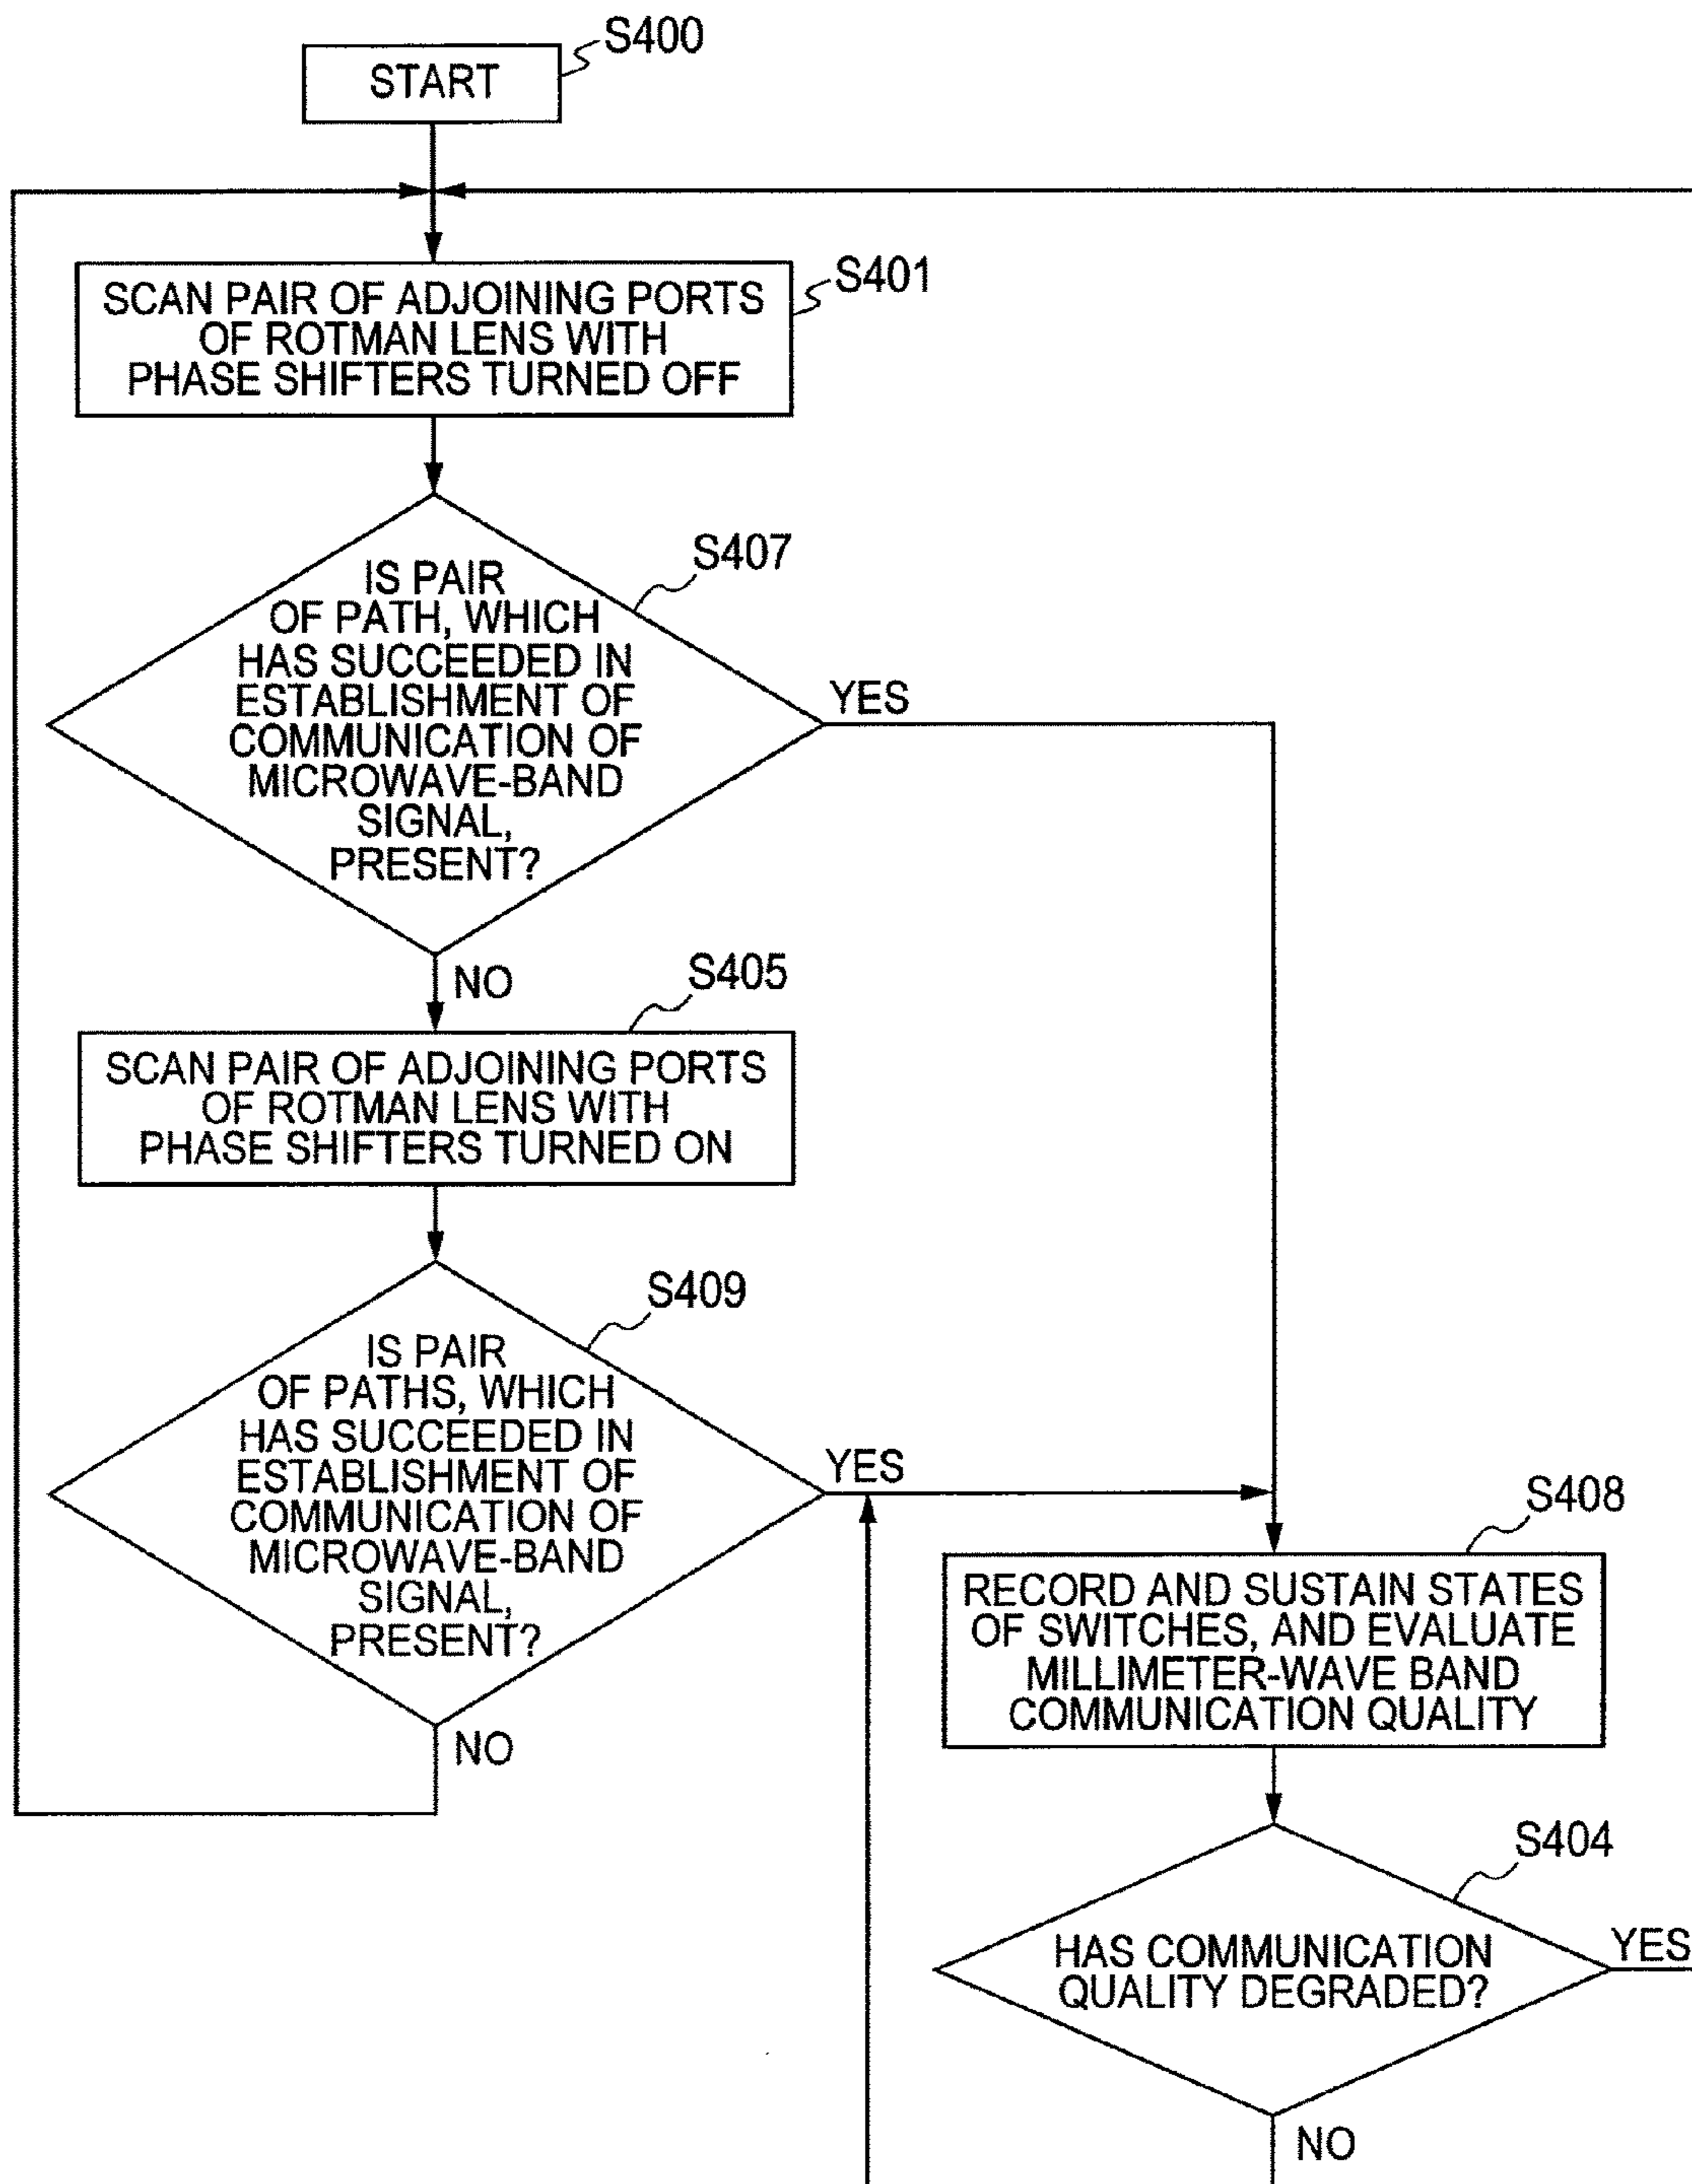 S400
START
S401
SCAN PAIR OF ADJOINING PORTS
OF ROTMAN LENS WITH
PHASE SHIFTERS TURNED OFF
S407
IS PAIR
OF PATH, WHICH
HAS SUCCEEDED IN
ESTABLISHMENT OF
COMMUNICATION OF
MICROWAVE-BAND
SIGNAL,
PRESENT?
YES
NO
S405
SCAN PAIR OF ADJOINING PORTS
OF ROTMAN LENS WITH
PHASE SHIFTERS TURNED ON
S409
IS PAIR
OF PATHS, WHICH
HAS SUCCEEDED IN
ESTABLISHMENT OF
COMMUNICATION OF
MICROWAVE-BAND
SIGNAL,
PRESENT?
YES
NO
S408
RECORD AND SUSTAIN STATES
OF SWITCHES, AND EVALUATE
MILLIMETER-WAVE BAND
COMMUNICATION QUALITY
S404
HAS COMMUNICATION
QUALITY DEGRADED?
YES
NO